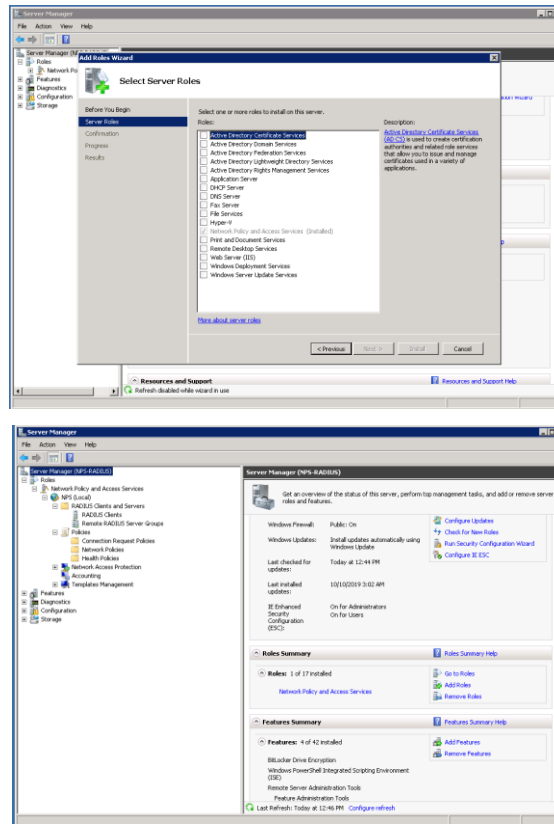 Server Manager
File Action View Help
Server Manager (N
Roles
Network Po
Features
Diagnostics
Configuration
Storage
Add Roles Wizard
Select Server Roles
Before You Begin
Server Roles
Confirmation
Progress
Results
Select one or more roles to install on this server.
Roles:
Active Directory Certificate Services
Active Directory Domain Services
Active Directory Federation Services
Active Directory Lightweight Directory Services
Active Directory Rights Management Services
Application Server
DHCP Server
DNS Server
Fax Server
File Services
Hyper-V
Network Policy and Access Services (Installed)
Print and Document Services
Remote Desktop Services
Web Server (IIS)
Windows Deployment Services
Windows Server Update Services
More about server roles
Description:
Active Directory Certificate Services
(AD CS) is used to create certification
authorities and related role services
that allow you to issue and manage
certificates used in a variety of
applications.
< Previous Next > Install Cancel
Resources and Support
Resources and Support Help
Refresh disabled while wizard in use
Server Manager
File Action View Help
Server Manager (NPS-RADIUS)
Roles
Network Policy and Access Services
NPS (Local)
RADIUS Clients and Servers
RADIUS Clients
Remote RADIUS Server Groups
Policies
Connection Request Policies
Network Policies
Health Policies
Network Access Protection
Accounting
Templates Management
Features
Diagnostics
Configuration
Storage
Server Manager (NPS-RADIUS)
Get an overview of the status of this server, perform top management tasks, and add or remove server
roles and features.
Windows Firewall: Public: On
Windows Updates: Install updates automatically using
Windows Update
Last checked for
updates:
Today at 12:44 PM
Last installed
updates:
10/10/2019 3:02 AM
IE Enhanced
Security
Configuration
(ESC):
On for Administrators
On for Users
Configure Updates
Check for New Roles
Run Security Configuration Wizard
Configure IE ESC
Roles Summary
Roles Summary Help
Roles: 1 of 17 installed
Network Policy and Access Services
Go to Roles
Add Roles
Remove Roles
Features Summary
Features Summary Help
Features: 4 of 42 installed
BitLocker Drive Encryption
Windows PowerShell Integrated Scripting Environment
(ISE)
Remote Server Administration Tools
Feature Administration Tools
Add Features
Remove Features
Last Refresh: Today at 12:46 PM Configure refresh